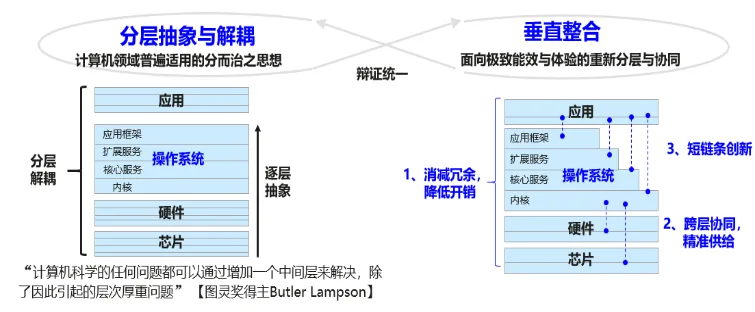 分层抽象与解耦
计算机领域普遍适用的分而治之思想
垂直整合
面向极致能效与体验的重新分层与协同
辩证统一
应用
应用框架
扩展服务
操作系统
核心服务
内核
硬件
芯片
分层
解耦
逐层
抽象
“计算机科学的任何问题都可以通过增加一个中间层来解决，除
了因此引起的层次厚重问题” 【图灵奖得主Butler Lampson】
应用
应用框架
扩展服务
操作系统
核心服务
内核
硬件
芯片
1、消减冗余，
降低开销
3、短链条创新
2、跨层协同，
精准供给